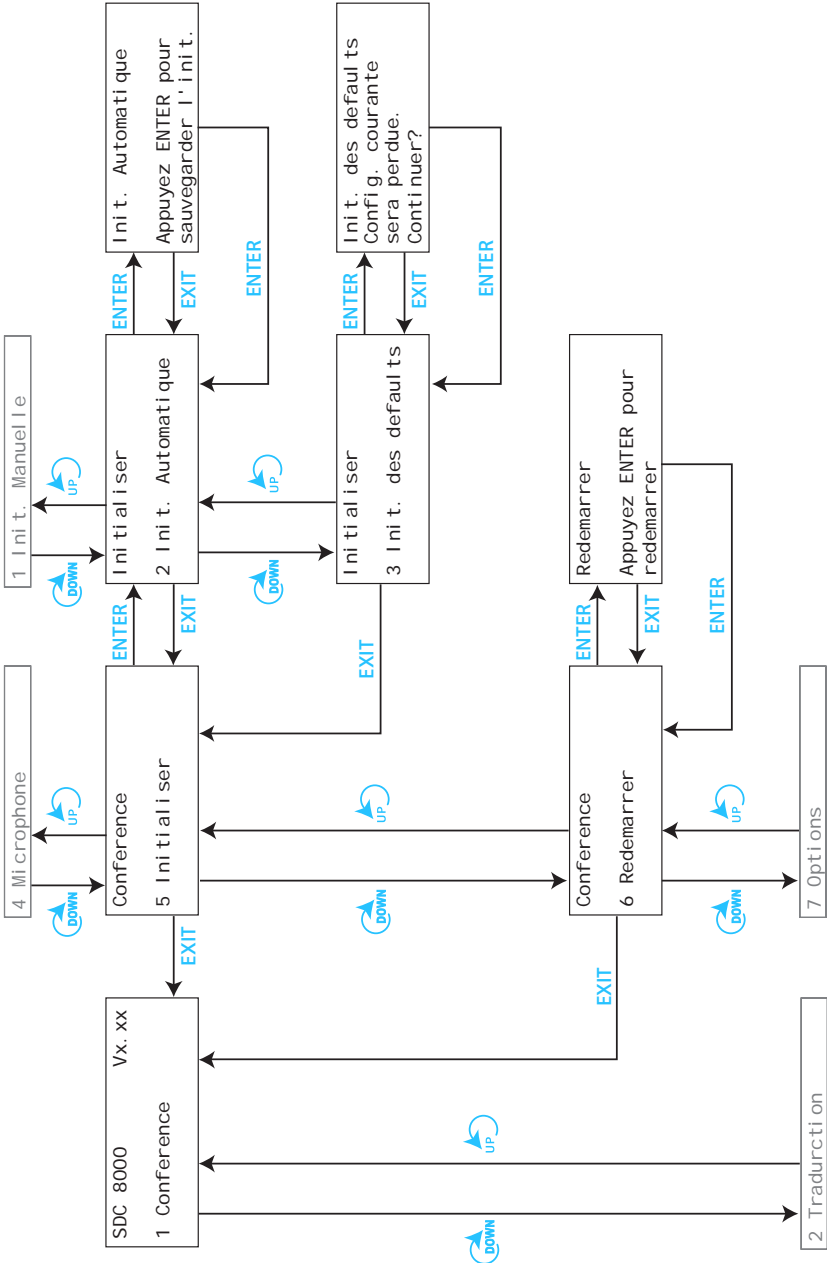 4 Microphone
1 Init. Manuelle
DOWN
UP
DOWN
UP
SDC 8000 Vx.xx
1 Conference
EXIT
Conference
5 Initialiser
ENTER
EXIT
Initialiser
2 Init. Automatique
ENTER
EXIT
Init. Automatique
Appuyez ENTER pour
sauvegarder l'init.
ENTER
DOWN
UP
EXIT
Initialiser
3 Init. des defaults
ENTER
EXIT
Init. des defaults
Config. courante
sera perdue.
Continuer?
ENTER
DOWN
UP
DOWN
UP
EXIT
Conference
6 Redemarrer
ENTER
EXIT
Redemarrer
Appuyez ENTER pour
redemarrer
ENTER
DOWN
UP
2 Tradurction
7 Options